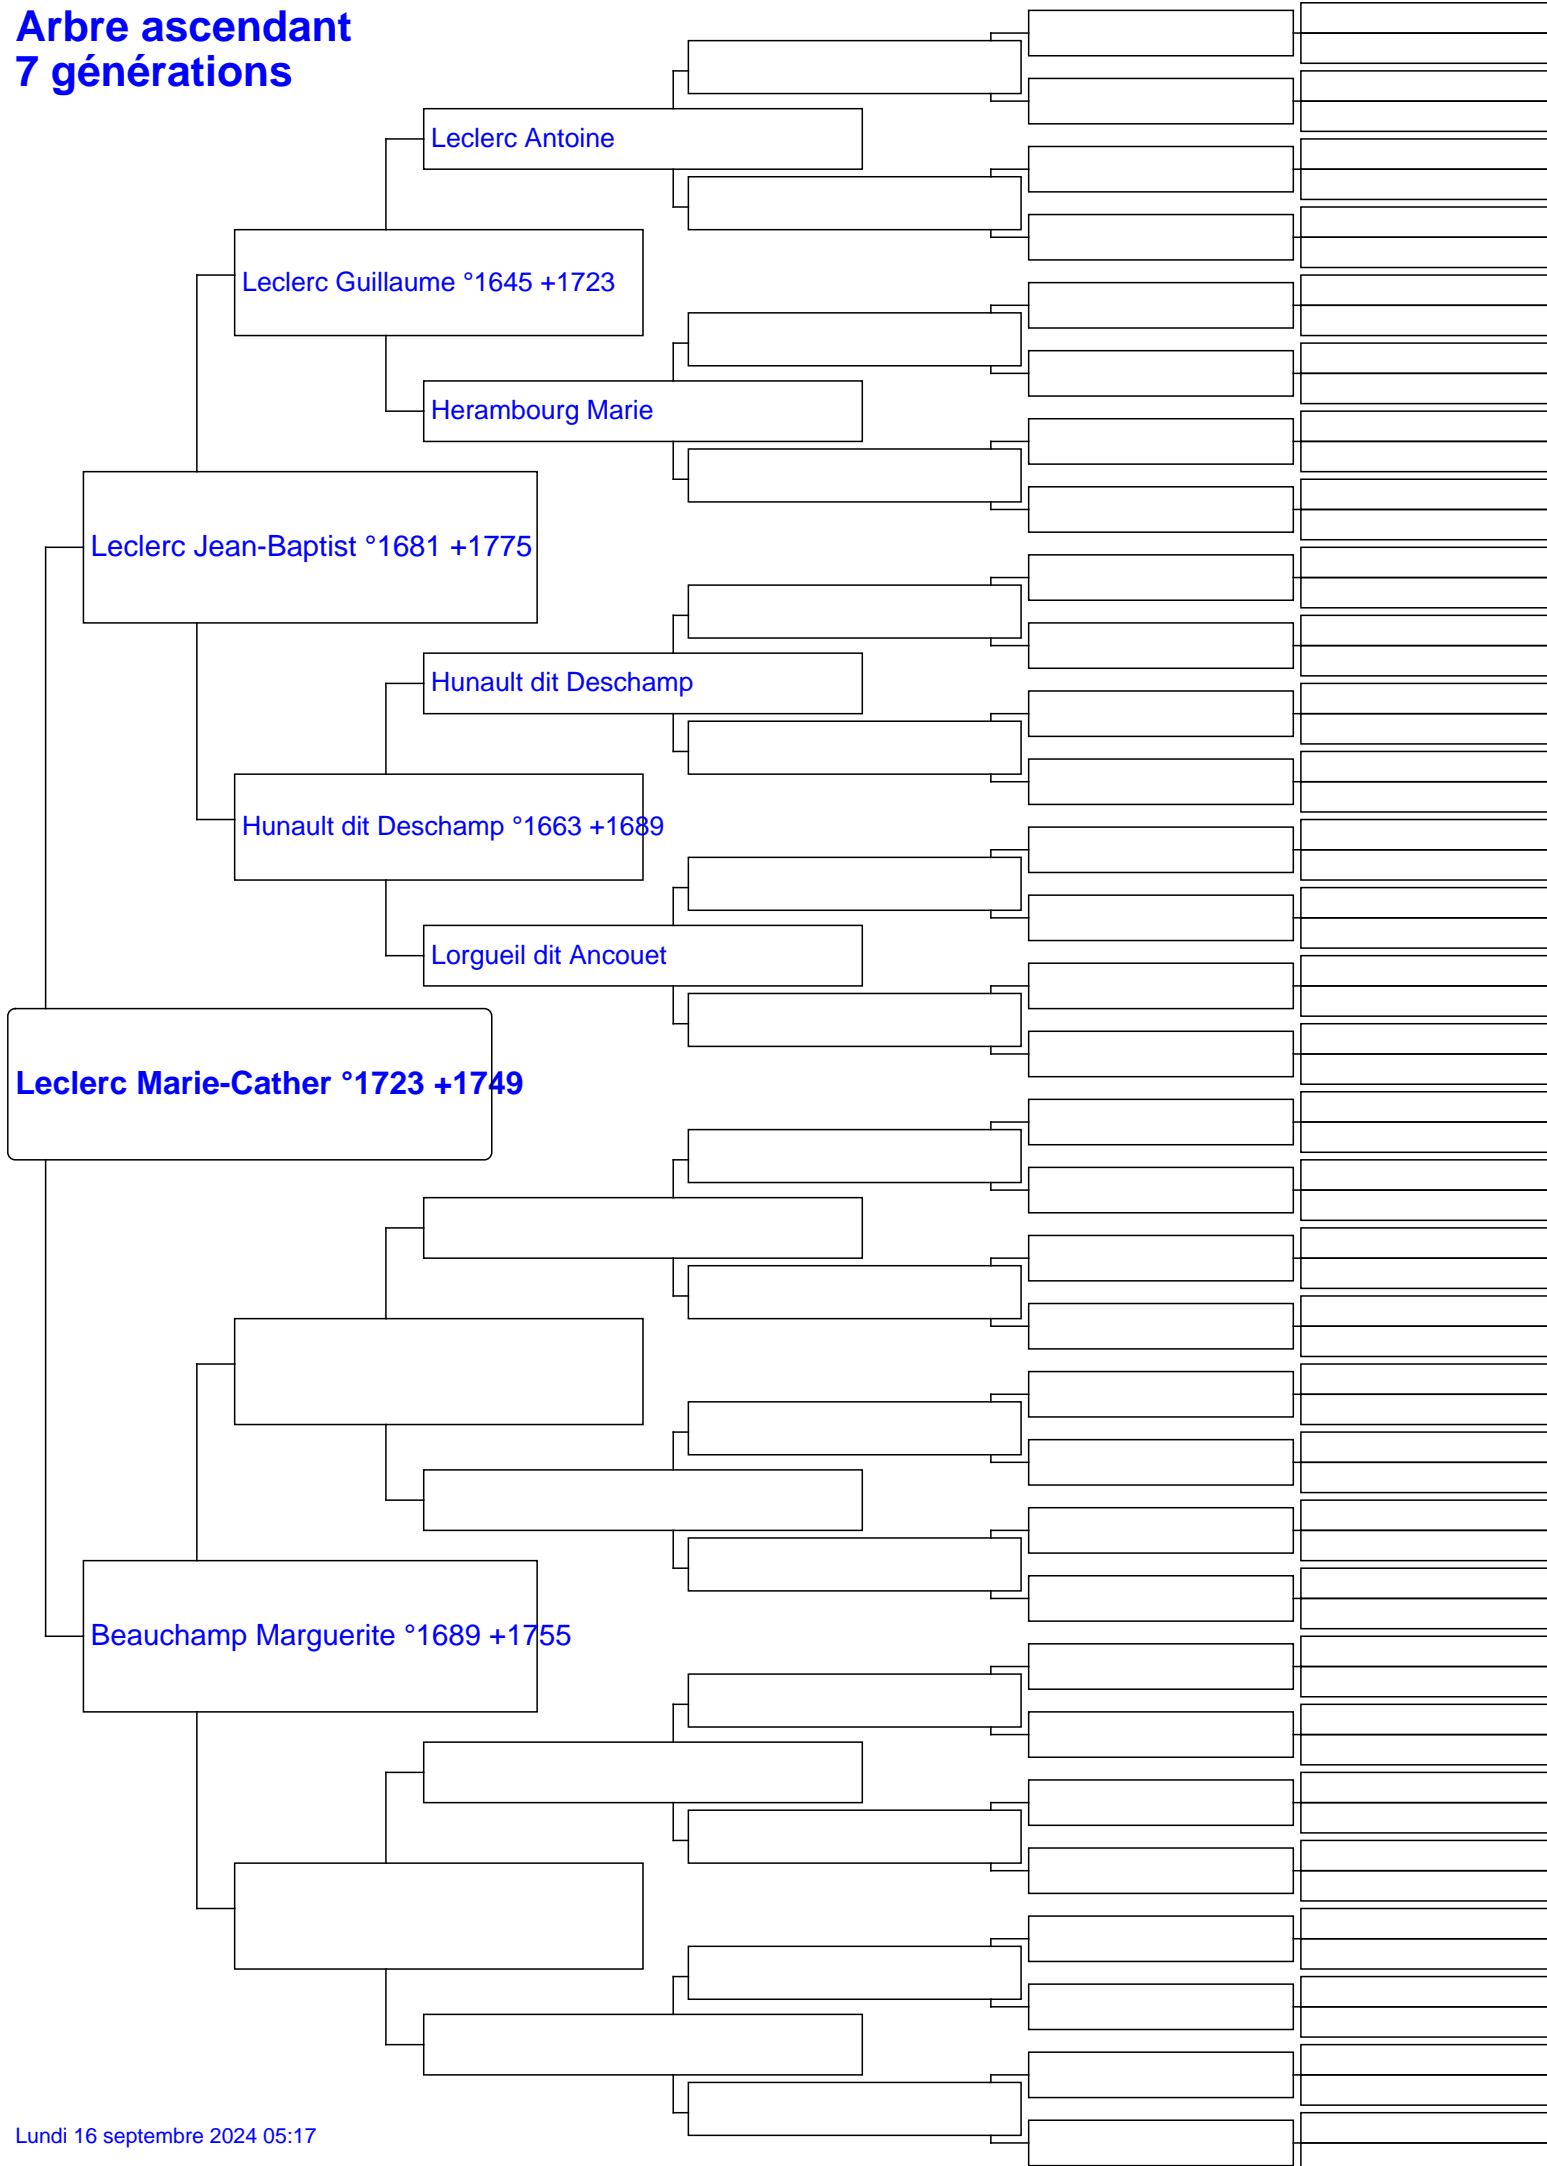 Arbre ascendant
7 générations
Leclerc Antoine
Leclerc Guillaume °1645 +1723
Herambourg Marie
Leclerc Jean-Baptist °1681 +1775
Hunault dit Deschamp
Hunault dit Deschamp °1663 +1689
Lorgueil dit Ancouet
Leclerc Marie-Cather °1723 +1749
Beauchamp Marguerite °1689 +1755
Lundi 16 septembre 2024 05:17